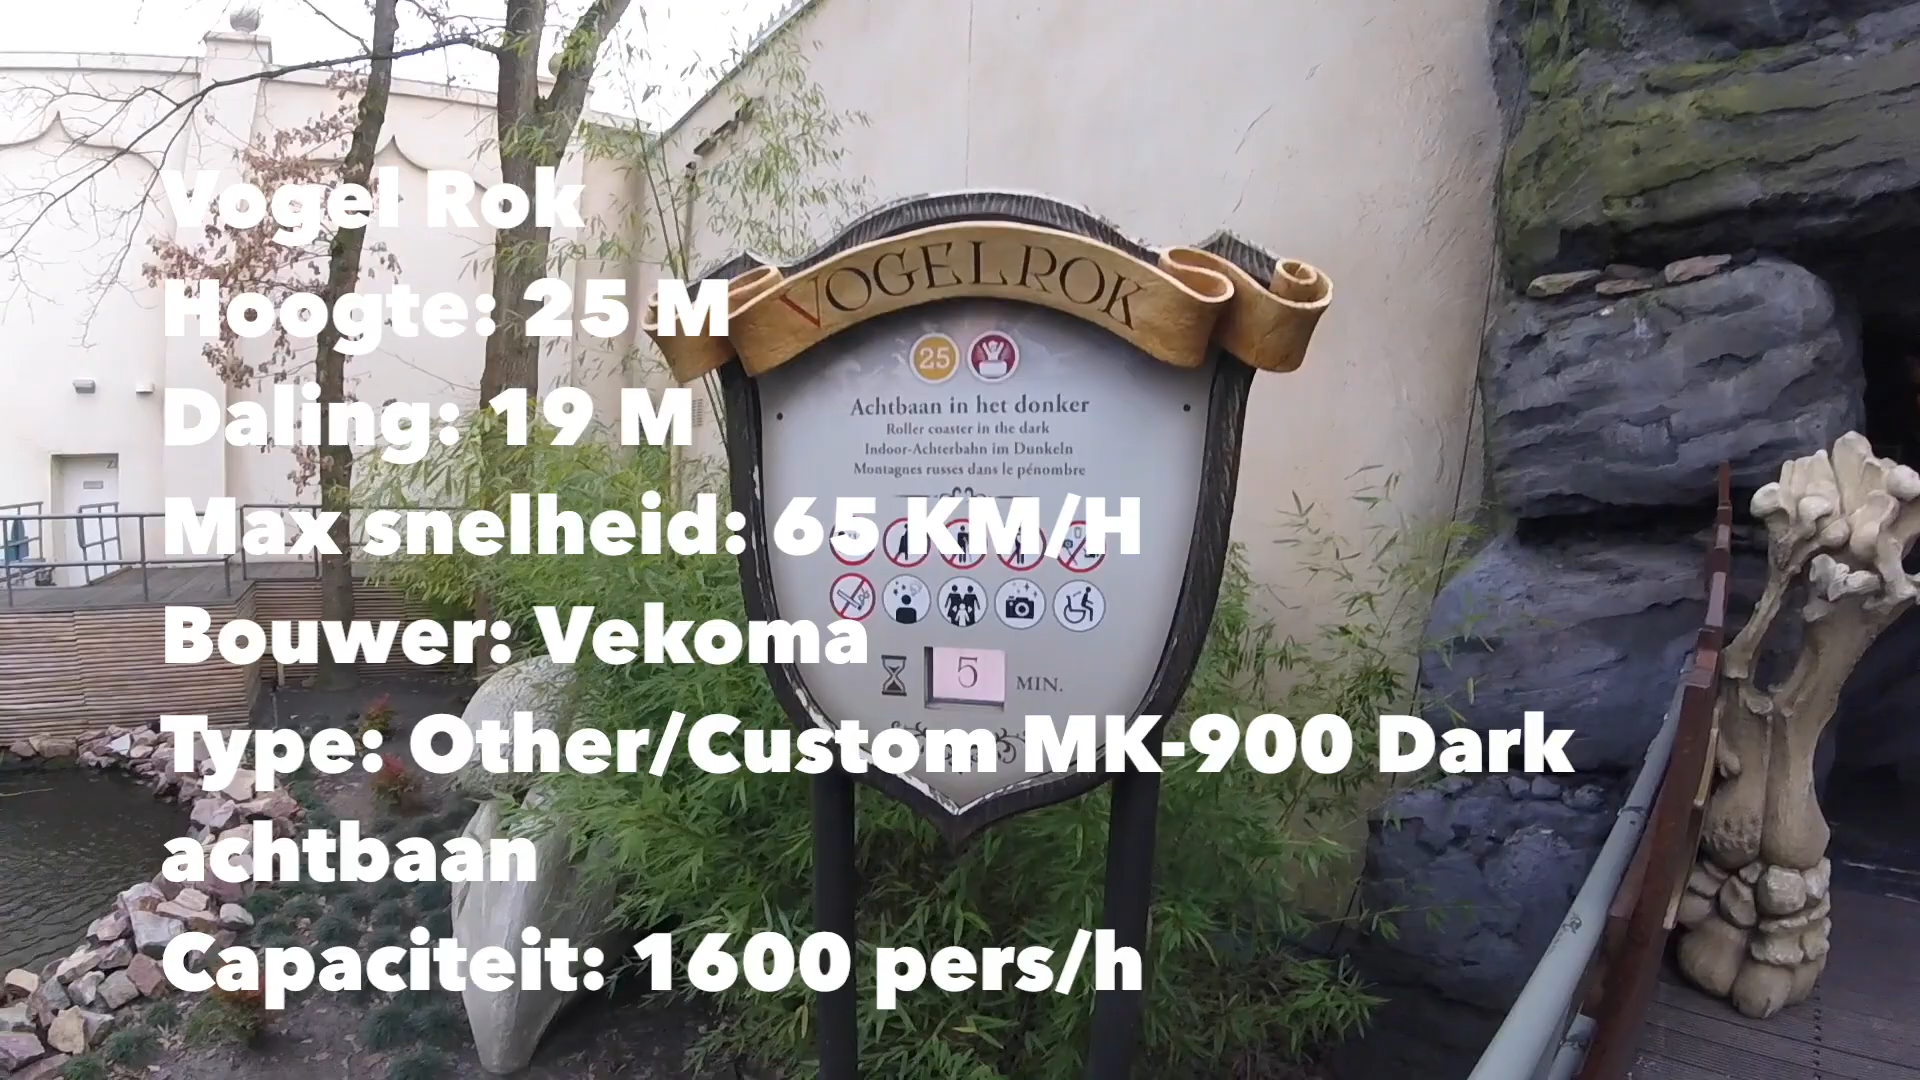 Vogel Rok
Hoogte: 25 M
Daling: 19 M
Max snelheid: 65 KM/H
Bouwer: Vekoma
Type: Other/Custom MK-900 Dark
achtbaan
Capaciteit: 1600 pers/h
VOGELROK
25
Achtbaan in het donker
Roller coaster in the dark
Indoor-Achterbahn im Dunkeln
Montagnes russes dans le pénombre
5 MIN.